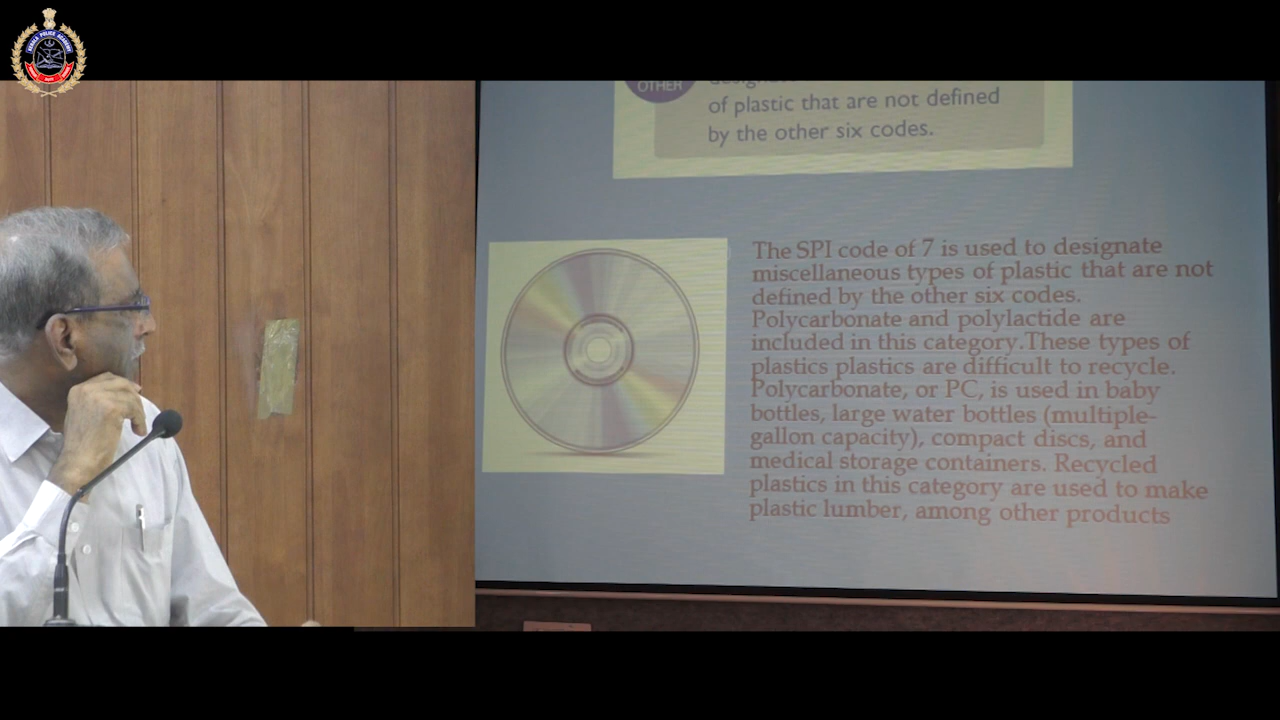 KERALA POLICE ACADEMY
OTHER
of plastic that are not defined
by the other six codes.
The SPI code of 7 is used to designate
miscellaneous types of plastic that are not
defined by the other six codes.
Polycarbonate and polylactide are
included in this category.These types of
plastics plastics are difficult to recycle.
Polycarbonate, or PC, is used in baby
bottles, large water bottles (multiple-
gallon capacity), compact discs, and
medical storage containers. Recycled
plastics in this category are used to make
plastic lumber, among other products